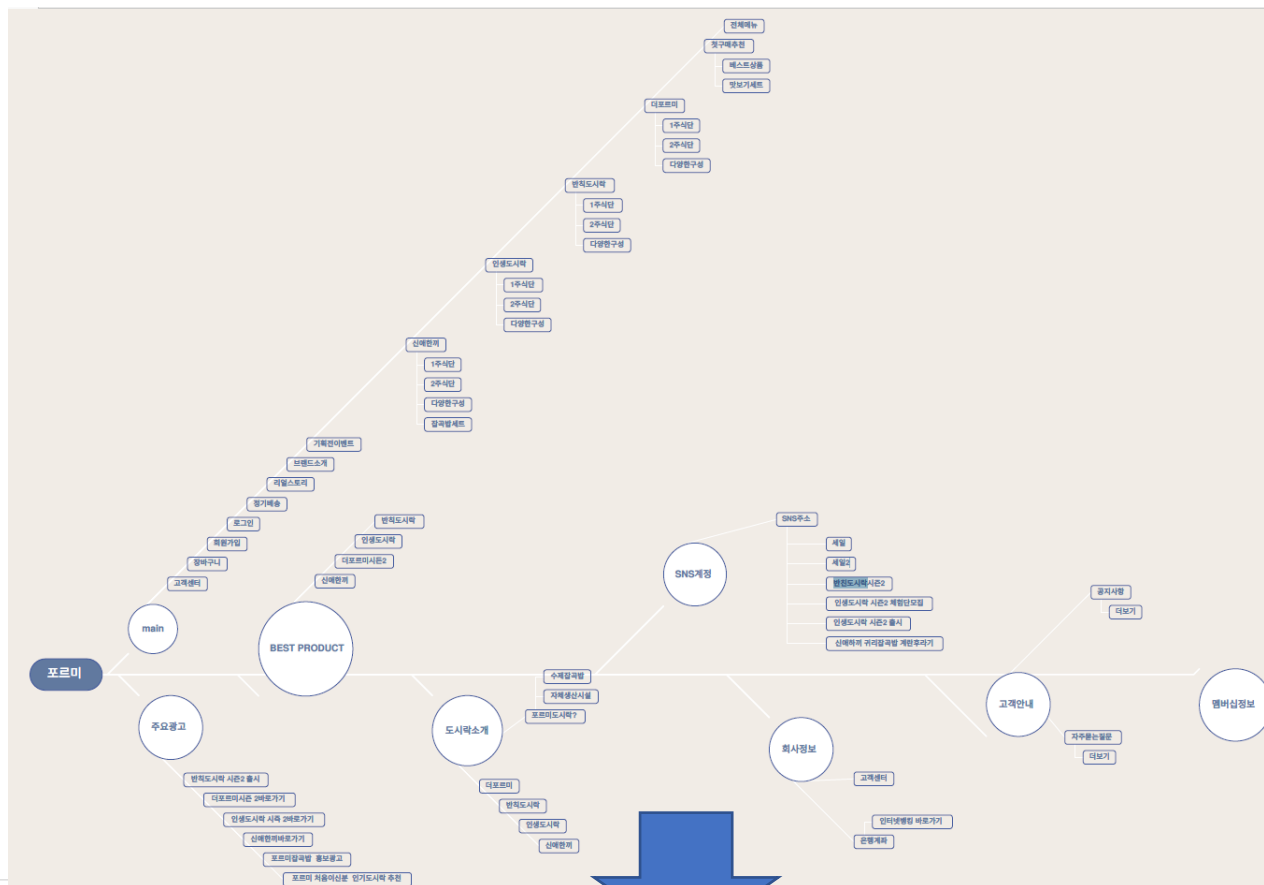 전체메뉴
첫구매추천
베스트상품
맛보기세트
더포르미
1주식단
2주식단
다양한구성
반칙도시락
1주식단
2주식단
다양한구성
인생도시락
1주식단
2주식단
다양한구성
신애한끼
1주식단
2주식단
다양한구성
잡곡밥세트
기획전이벤트
브랜드소개
리얼스토리
정기배송
로그인
회원가입
장바구니
고객센터
main
반칙도시락
인생도시락
더포르미시즌2
신애한끼
BEST PRODUCT
SNS주소
세일
세일2
반집도시락시즌2
인생도시락 시즌2 체험단모집
인생도시락 시즌2 출시
신애하끼 귀리잡곡밥 계란후라기
SNS계정
공지사항
더보기
포르미
주요광고
반칙도시락 시즌2 출시
더포르미시즌 2바로가기
인생도시락 시즉 2바로가기
신애한끼바로가기
포르미잡곡밥 홍보광고
포르미 처음이신분 인기도시락 추천
수제잡곡밥
자체생산시설
포르미도시락?
도시락소개
더포르미
반칙도시락
인생도시락
신애한끼
회사정보
고객센터
인터넷뱅킹 바로가기
은행계좌
고객안내
자주묻는질문
더보기
멤버십정보